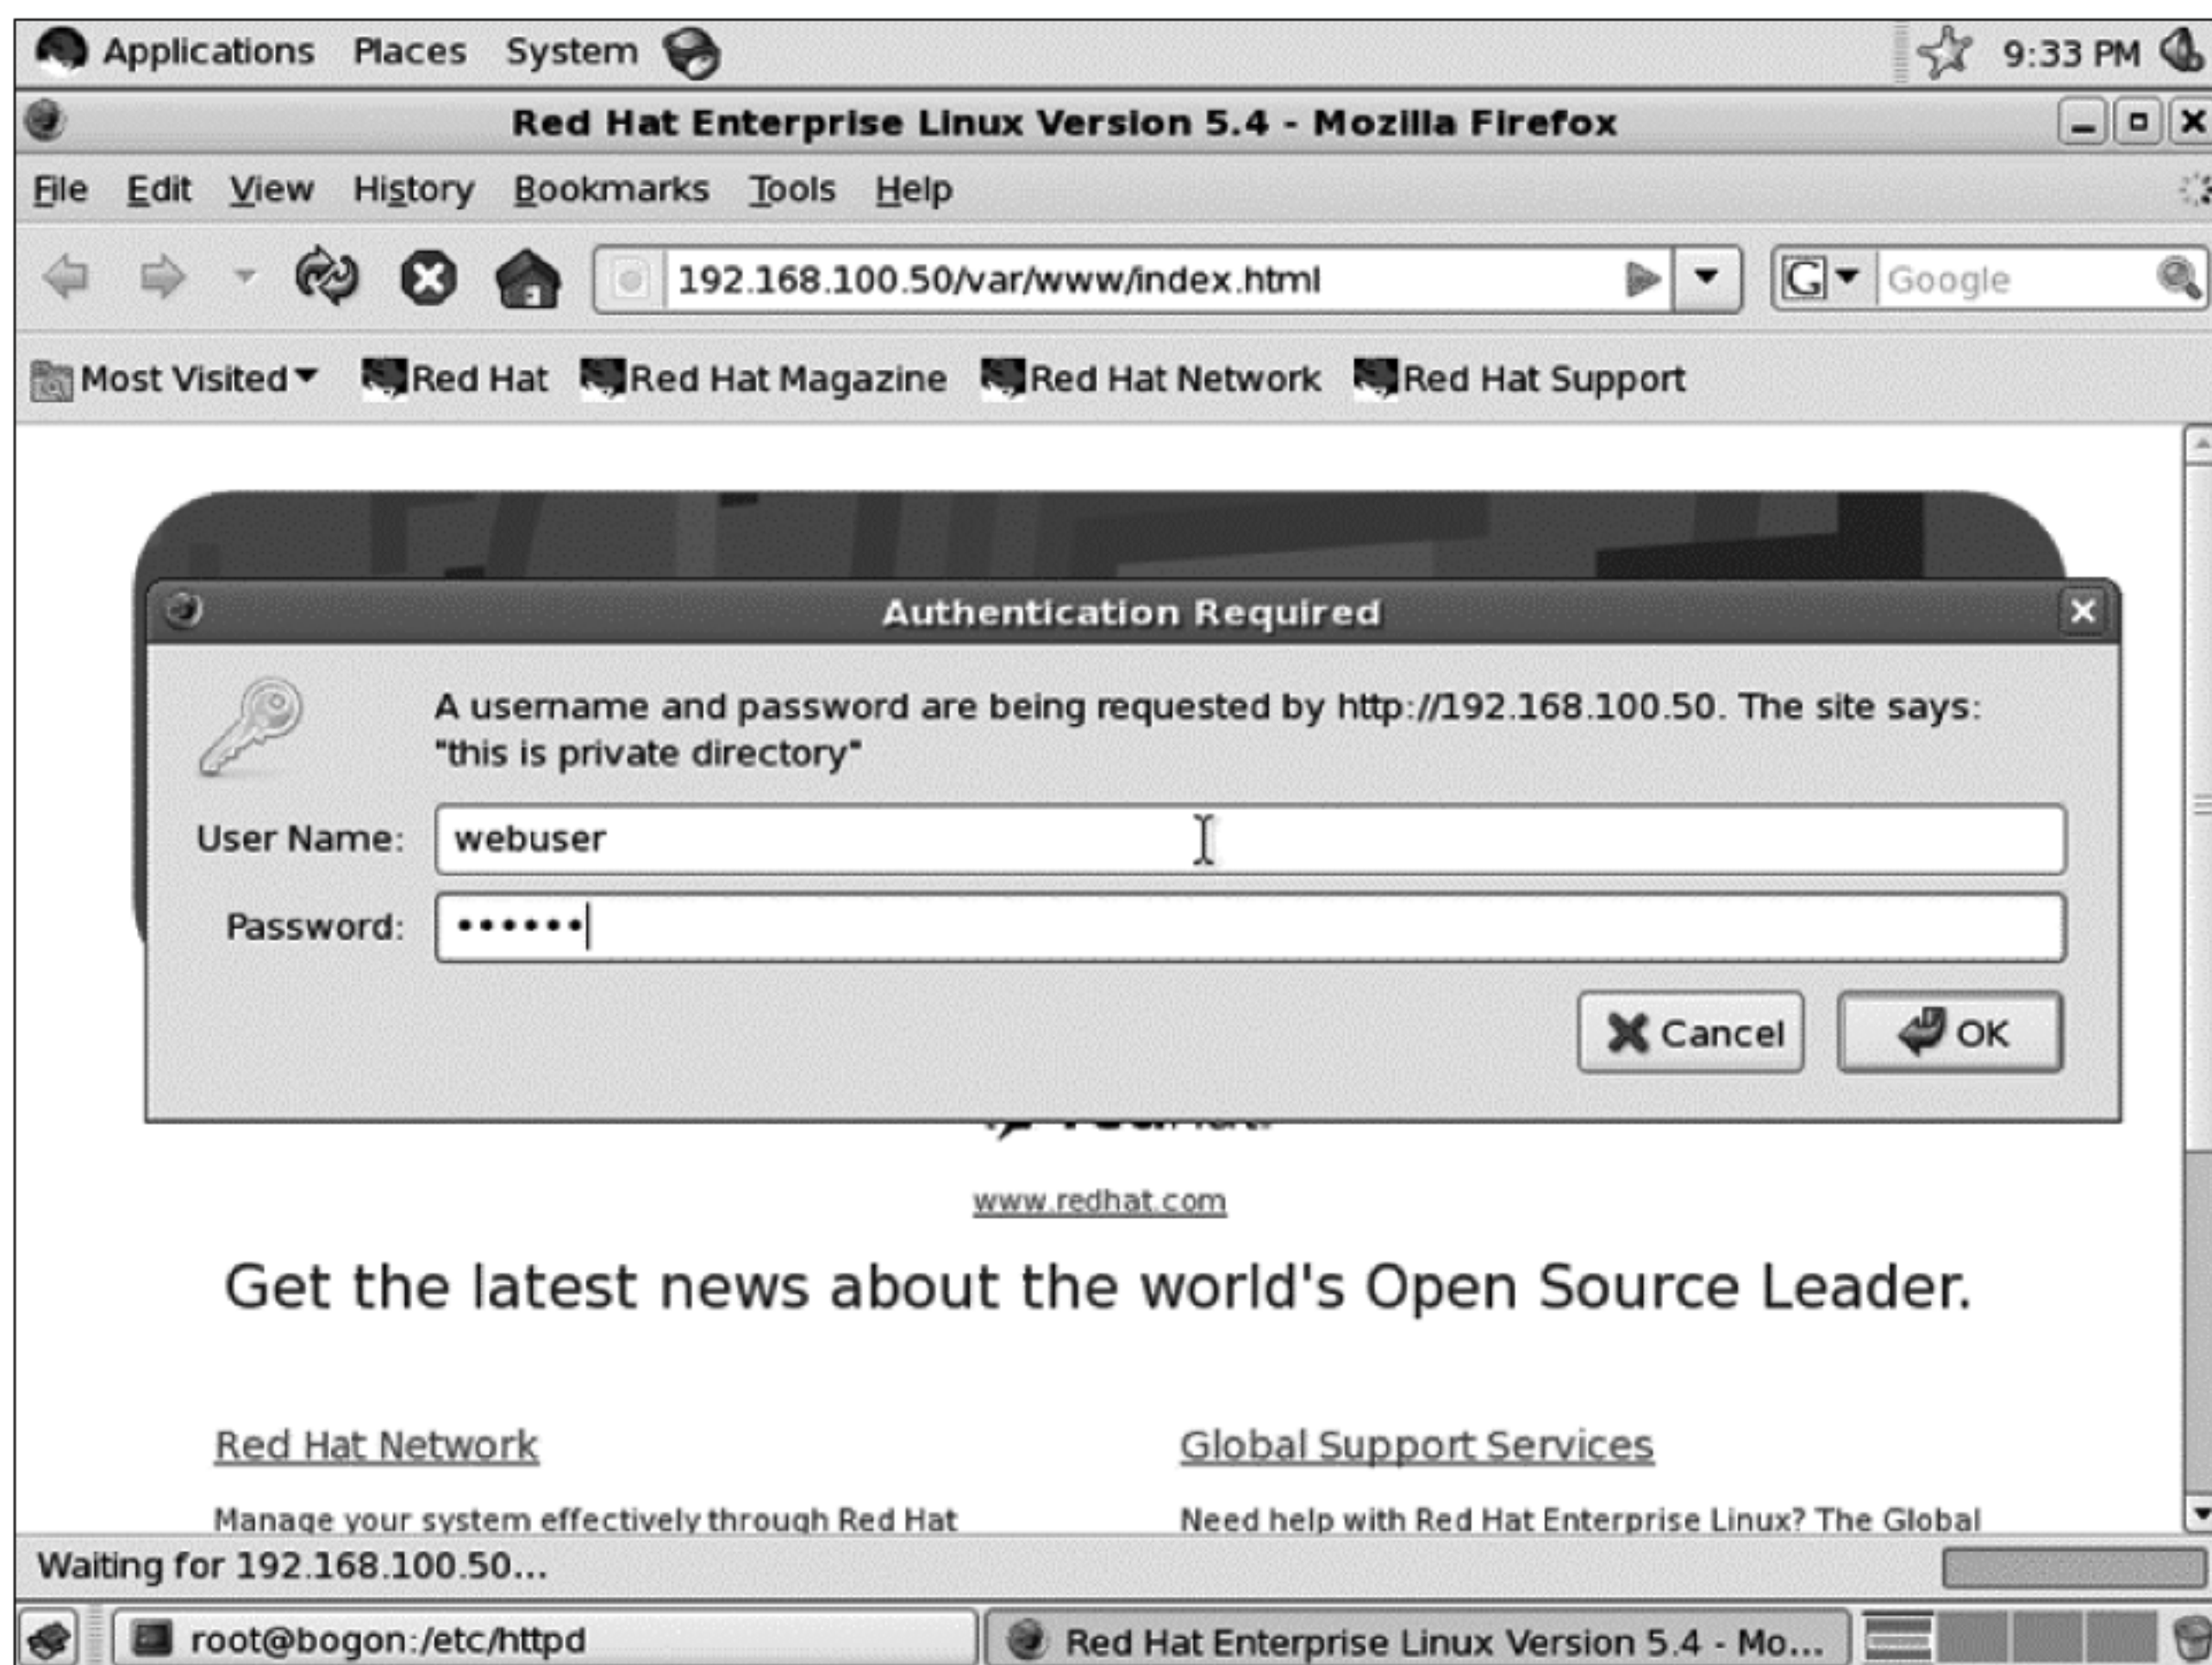 Applications Places System 9:33 PM
Red Hat Enterprise Linux Version 5.4 - Mozilla Firefox
File Edit View History Bookmarks Tools Help
192.168.100.50/var/www/index.html G Google
Most Visited Red Hat Red Hat Magazine Red Hat Network Red Hat Support
Authentication Required
A username and password are being requested by http://192.168.100.50. The site says:
"this is private directory"
User Name: webuser
Password: ••••••
Cancel OK
www.redhat.com
Get the latest news about the world's Open Source Leader.
Red Hat Network Global Support Services
Manage your system effectively through Red Hat Need help with Red Hat Enterprise Linux? The Global
Waiting for 192.168.100.50...
root@bogon:/etc/httpd Red Hat Enterprise Linux Version 5.4 - Mo...